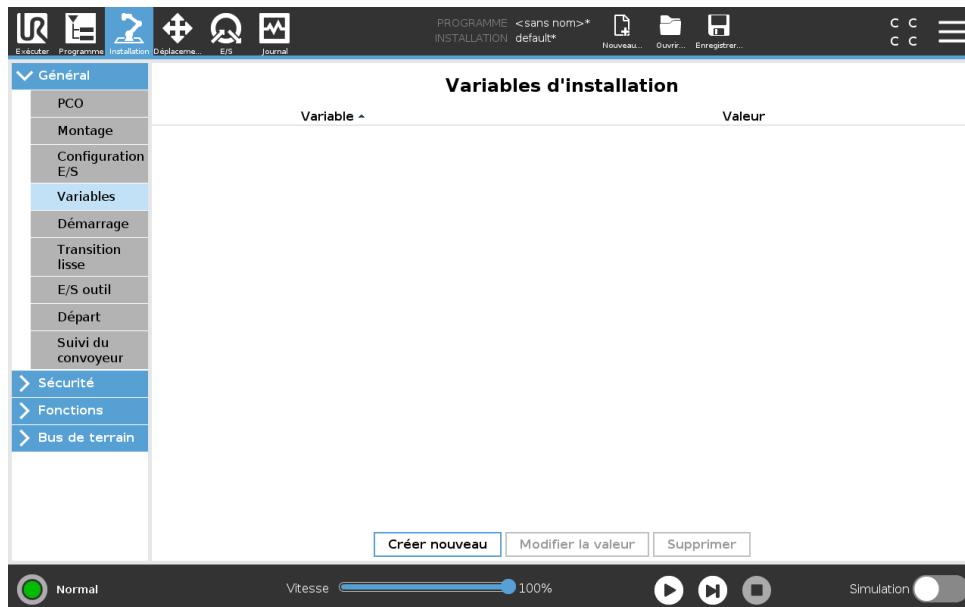 PROGRAMME <sans nom>*
INSTALLATION default*
Exécuter Programme Installation Déplaceme... E/S Journal
Nouveau... Ouvrir... Enregistrer...
C C
C C
Général
PCO
Montage
Configuration
E/S
Variables
Démarrage
Transition
lisse
E/S outil
Départ
Suivi du
convoyeur
Sécurité
Fonctions
Bus de terrain
Variables d'installation
Variable Valeur
Créer nouveau Modifier la valeur Supprimer
Normal Vitesse 100% Simulation